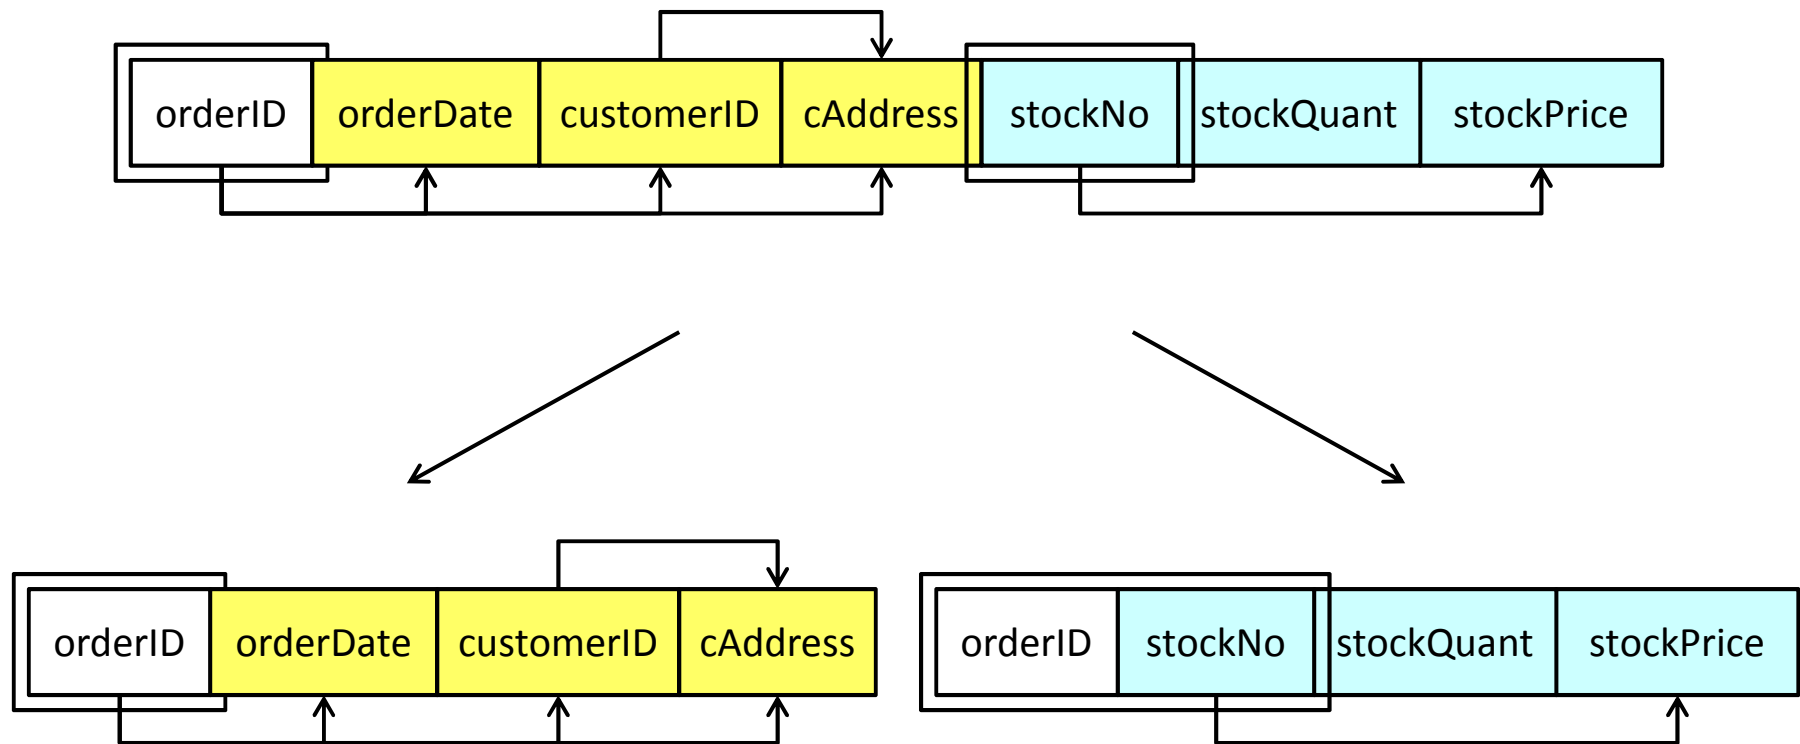 orderID orderDate customerID cAddress stockNo stockQuant stockPrice
orderID orderDate customerID cAddress
orderID stockNo stockQuant stockPrice